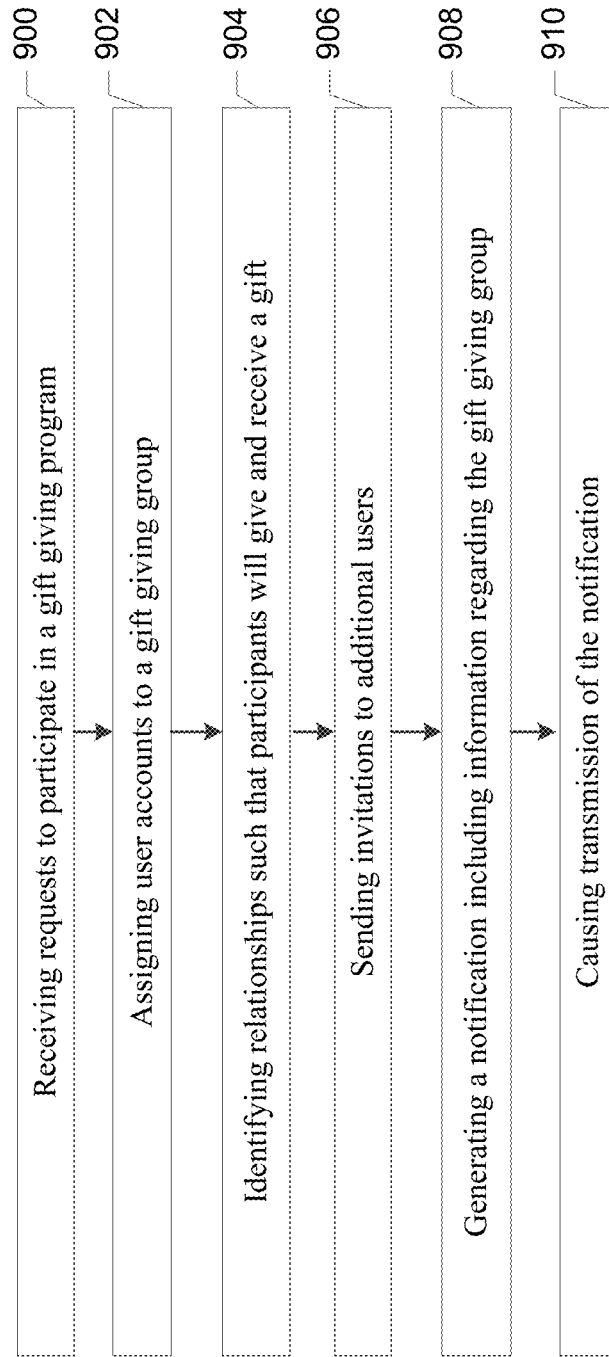 Receiving requests to participate in a gift giving program
900
Assigning user accounts to a gift giving group
902
Identifying relationships such that participants will give and receive a gift
904
Sending invitations to additional users
906
Generating a notification including information regarding the gift giving group
908
Causing transmission of the notification
910